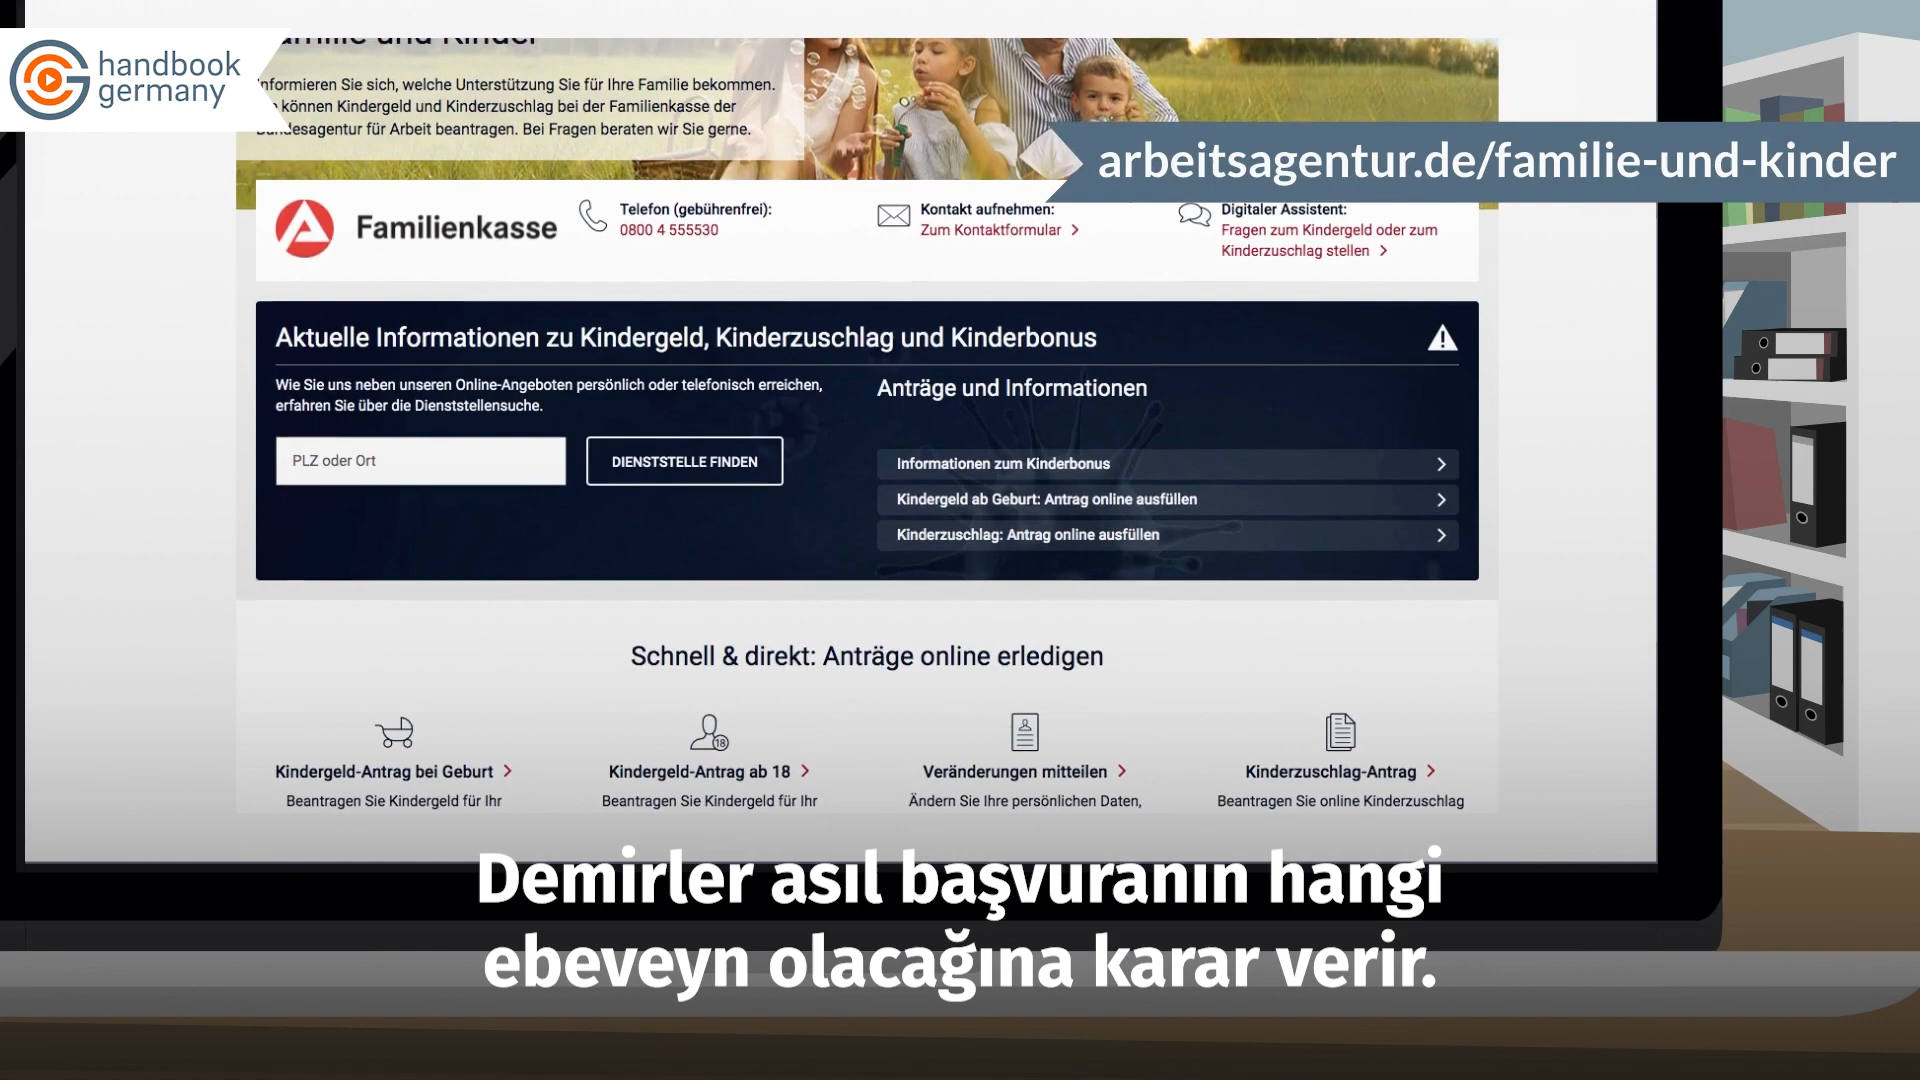 handbook
germany
Familie und Kinder
Informieren Sie sich, welche Unterstützung Sie für Ihre Familie bekommen.
können Kindergeld und Kinderzuschlag bei der Familienkasse der
Bundesagentur für Arbeit beantragen. Bei Fragen beraten wir Sie gerne.
arbeitsagentur.de/familie-und-kinder
Familienkasse
Telefon (gebührenfrei):
0800 4 555530
Kontakt aufnehmen:
Zum Kontaktformular
Digitaler Assistent:
Fragen zum Kindergeld oder zum
Kinderzuschlag stellen
Aktuelle Informationen zu Kindergeld, Kinderzuschlag und Kinderbonus
Wie Sie uns neben unseren Online-Angeboten persönlich oder telefonisch erreichen,
erfahren Sie über die Dienststellensuche.
PLZ oder Ort
DIENSTSTELLE FINDEN
Anträge und Informationen
Informationen zum Kinderbonus
Kindergeld ab Geburt: Antrag online ausfüllen
Kinderzuschlag: Antrag online ausfüllen
Schnell & direkt: Anträge online erledigen
18
Kindergeld-Antrag bei Geburt
Beantragen Sie Kindergeld für Ihr
Kindergeld-Antrag ab 18
Beantragen Sie Kindergeld für Ihr
Veränderungen mitteilen
Ändern Sie Ihre persönlichen Daten,
Kinderzuschlag-Antrag
Beantragen Sie online Kinderzuschlag
Demirler asıl başvuranın hangi
ebeveyn olacağına karar verir.